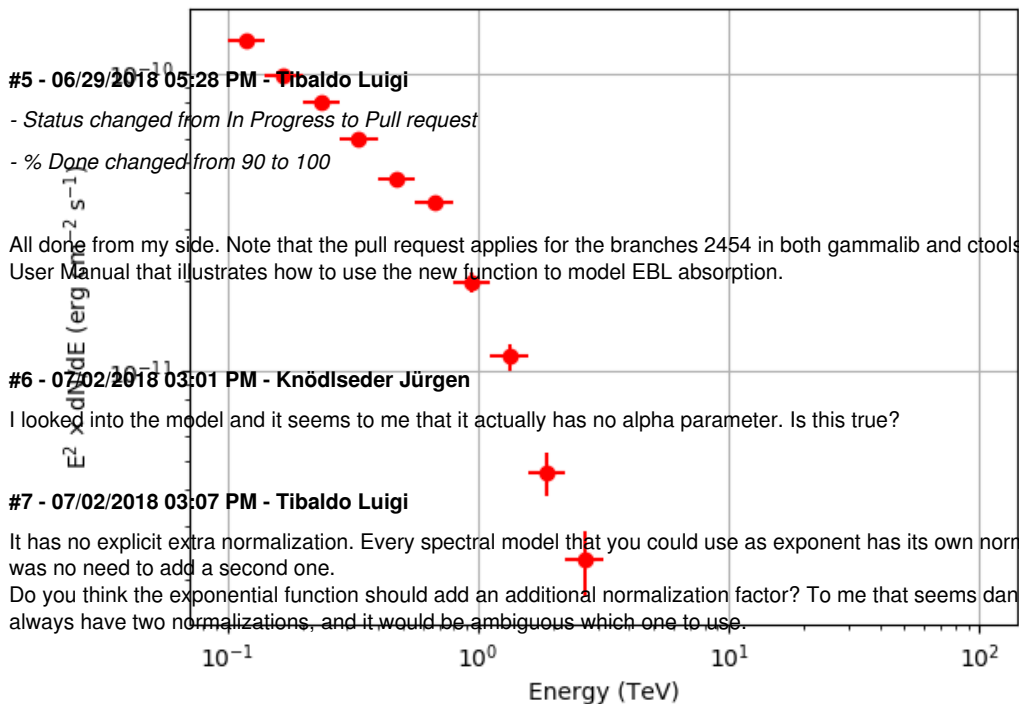 10⁻¹⁰
#5 - 06/29/2018 05:28 PM - Tibaldo Luigi
- Status changed from In Progress to Pull request
- % Done changed from 90 to 100
All done from my side. Note that the pull request applies for the branches 2454 in both gammalib and ctools
User Manual that illustrates how to use the new function to model EBL absorption.
E² x dN/dE (erg cm⁻² s⁻¹)
10⁻¹¹
#6 - 07/02/2018 03:01 PM - Knödlseder Jürgen
I looked into the model and it seems to me that it actually has no alpha parameter. Is this true?
#7 - 07/02/2018 03:07 PM - Tibaldo Luigi
It has no explicit extra normalization. Every spectral model that you could use as exponent has its own norm
was no need to add a second one.
Do you think the exponential function should add an additional normalization factor? To me that seems dan
always have two normalizations, and it would be ambiguous which one to use.
10⁻¹ 10⁰ 10¹ 10²
Energy (TeV)